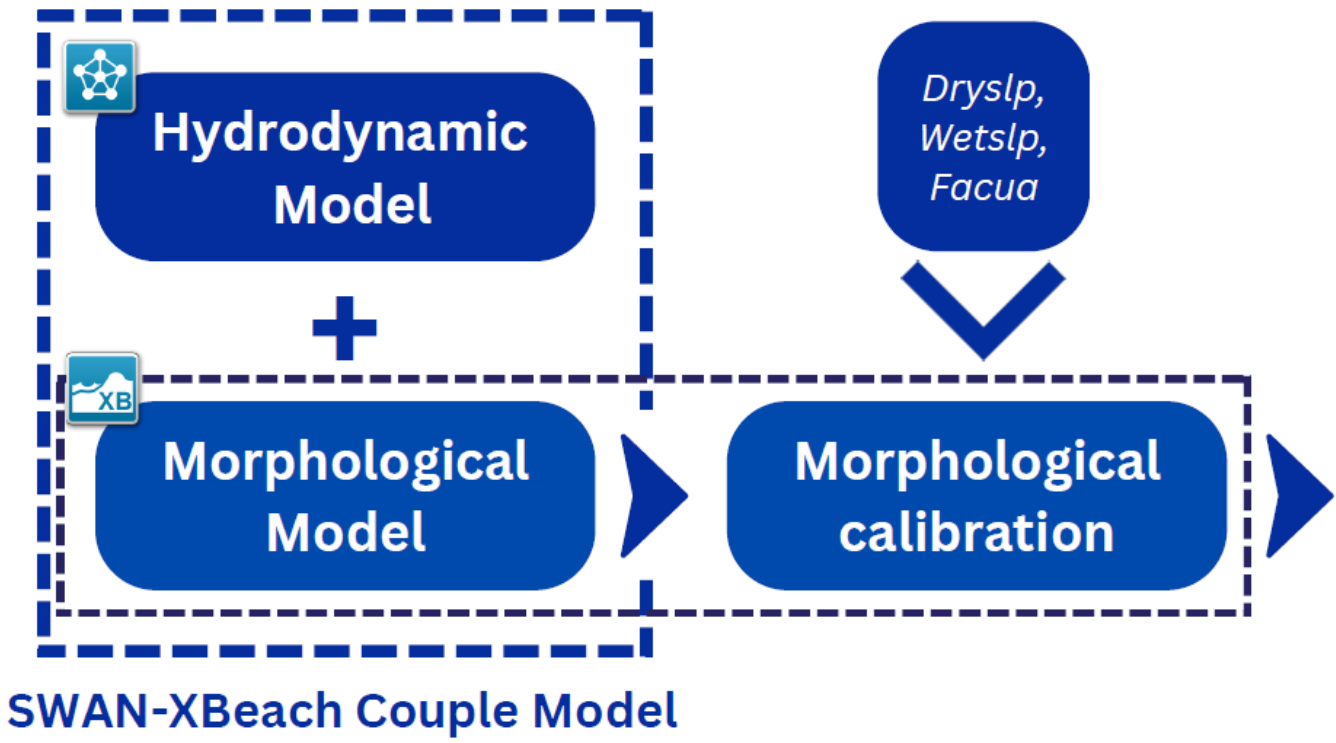 Hydrodynamic
Model
Dryslp,
Wetslp,
Facua
+
XB
Morphological
Model
Morphological
calibration
SWAN-XBeach Couple Model